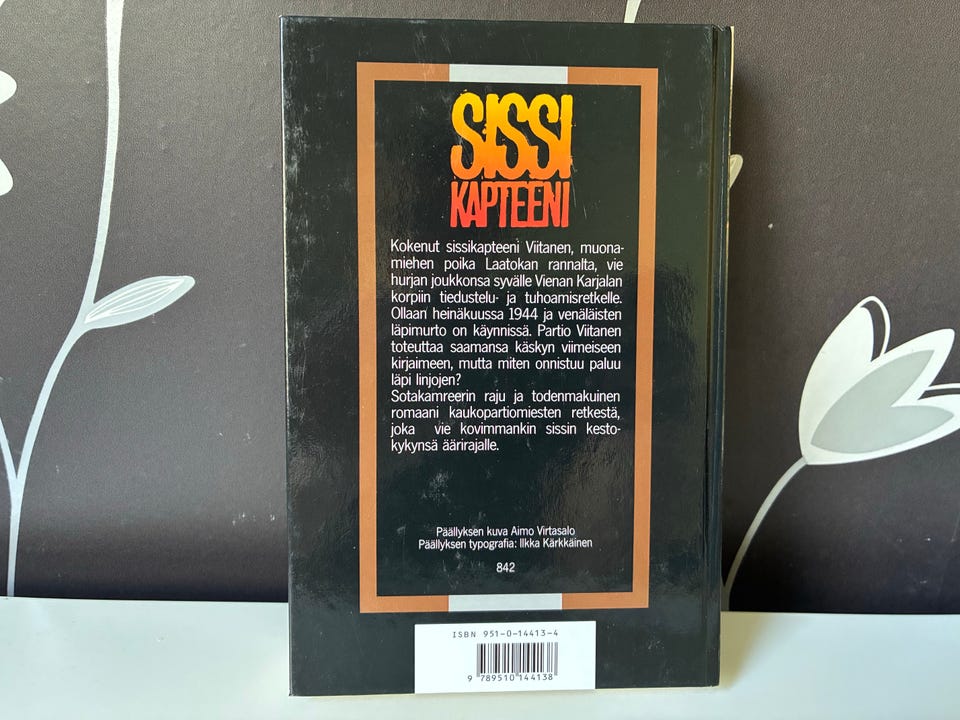 SISSI
KAPTEENI
Kokenut sissikapteeni Viitanen, muona-
miehen poika Laatokan rannalta, vie
hurjan joukkonsa syvälle Vienan Karjalan
korpiin tiedustelu- ja tuhoamisretkelle.
Ollaan heinäkuussa 1944 ja venäläisten
läpimurto on käynnissä. Partio Viitanen
toteuttaa saamansa käskyn viimeiseen
kirjaimeen, mutta miten onnistuu paluu
läpi linjojen?
Sotakamreerin raju ja todenmakuinen
romaani kaukopartiomiesten retkestä,
joka vie kovimmankin sissin kesto-
kykynsä äärirajalle.
Päällyksen kuva Aimo Virtasalo
Päällyksen typografia: Ilkka Kärkkäinen
842
ISBN 951-0-14413-4
9 789510 144138